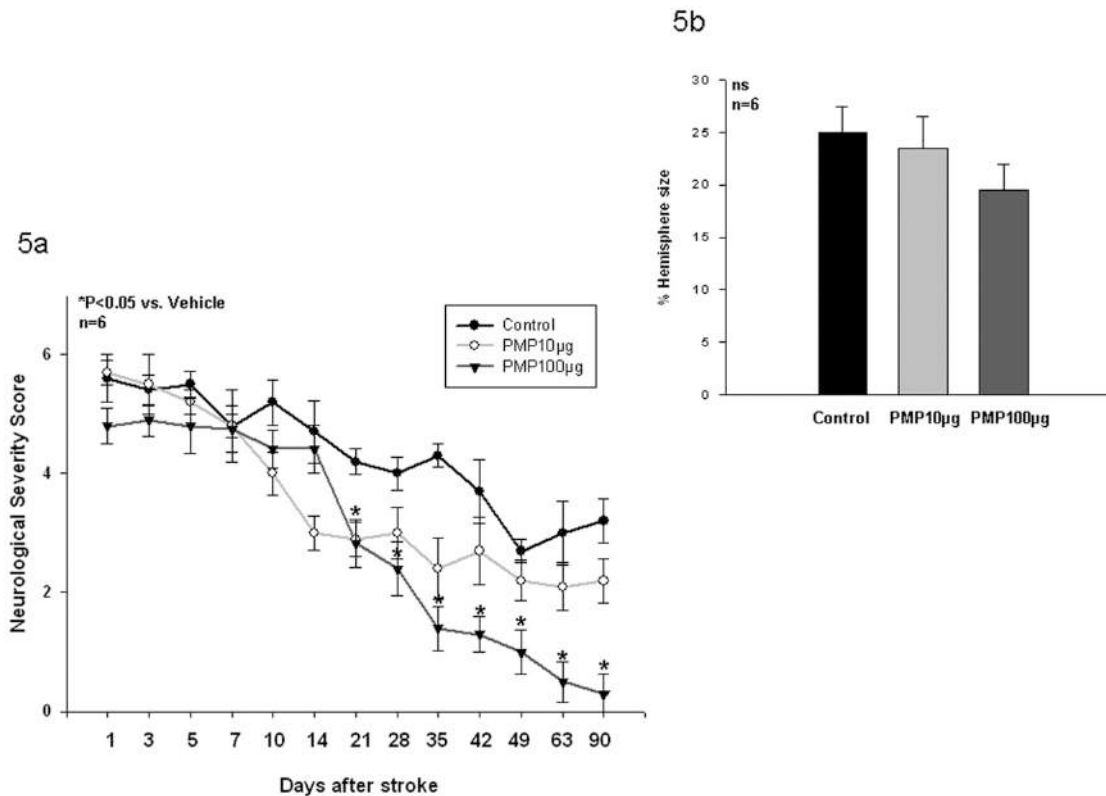 5b
ns
n=6
30
25
20
15
10
5
0
% Hemisphere size
Control PMP10µg PMP100µg
5a
*P<0.05 vs. Vehicle
n=6
Control
PMP10µg
PMP100µg
6
4
2
0
Neurological Severity Score
* * * * * * *
1 3 5 7 10 14 21 28 35 42 49 63 90
Days after stroke